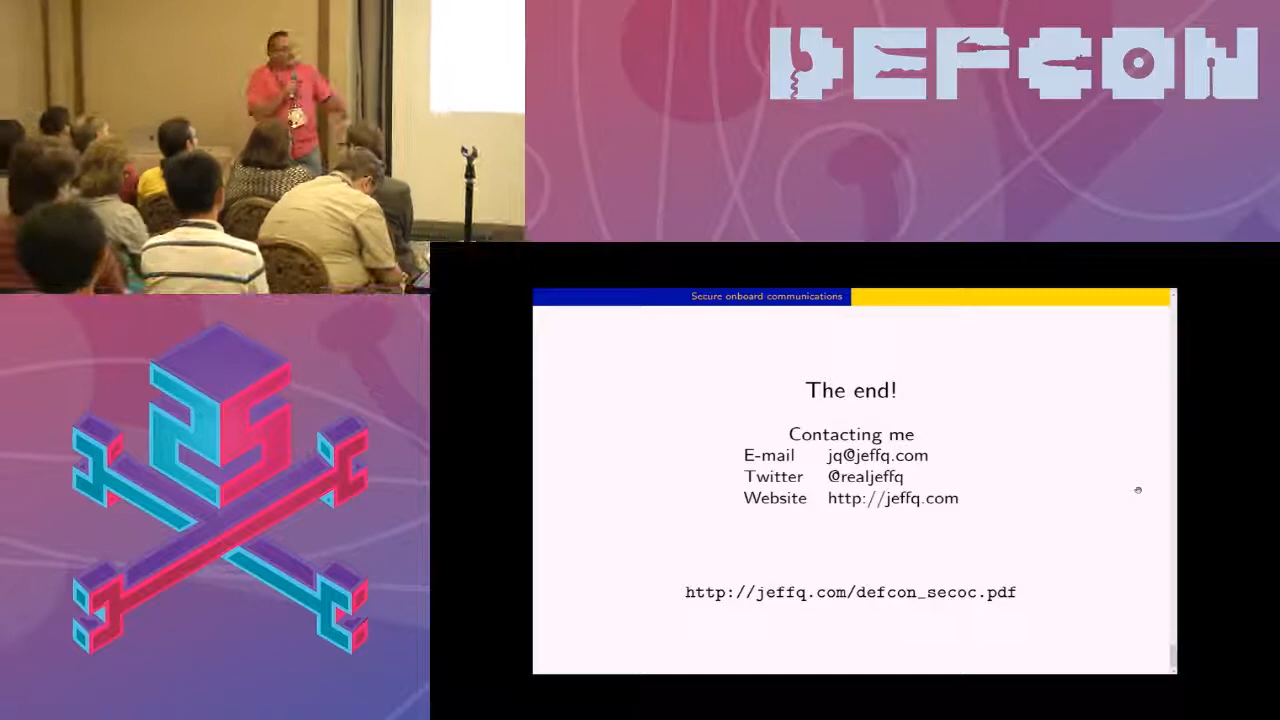 DEFCON
25
Secure onboard communications
The end!
Contacting me
E-mail jq@jeffq.com
Twitter @realjeffq
Website http://jeffq.com
http://jeffq.com/defcon_secoc.pdf